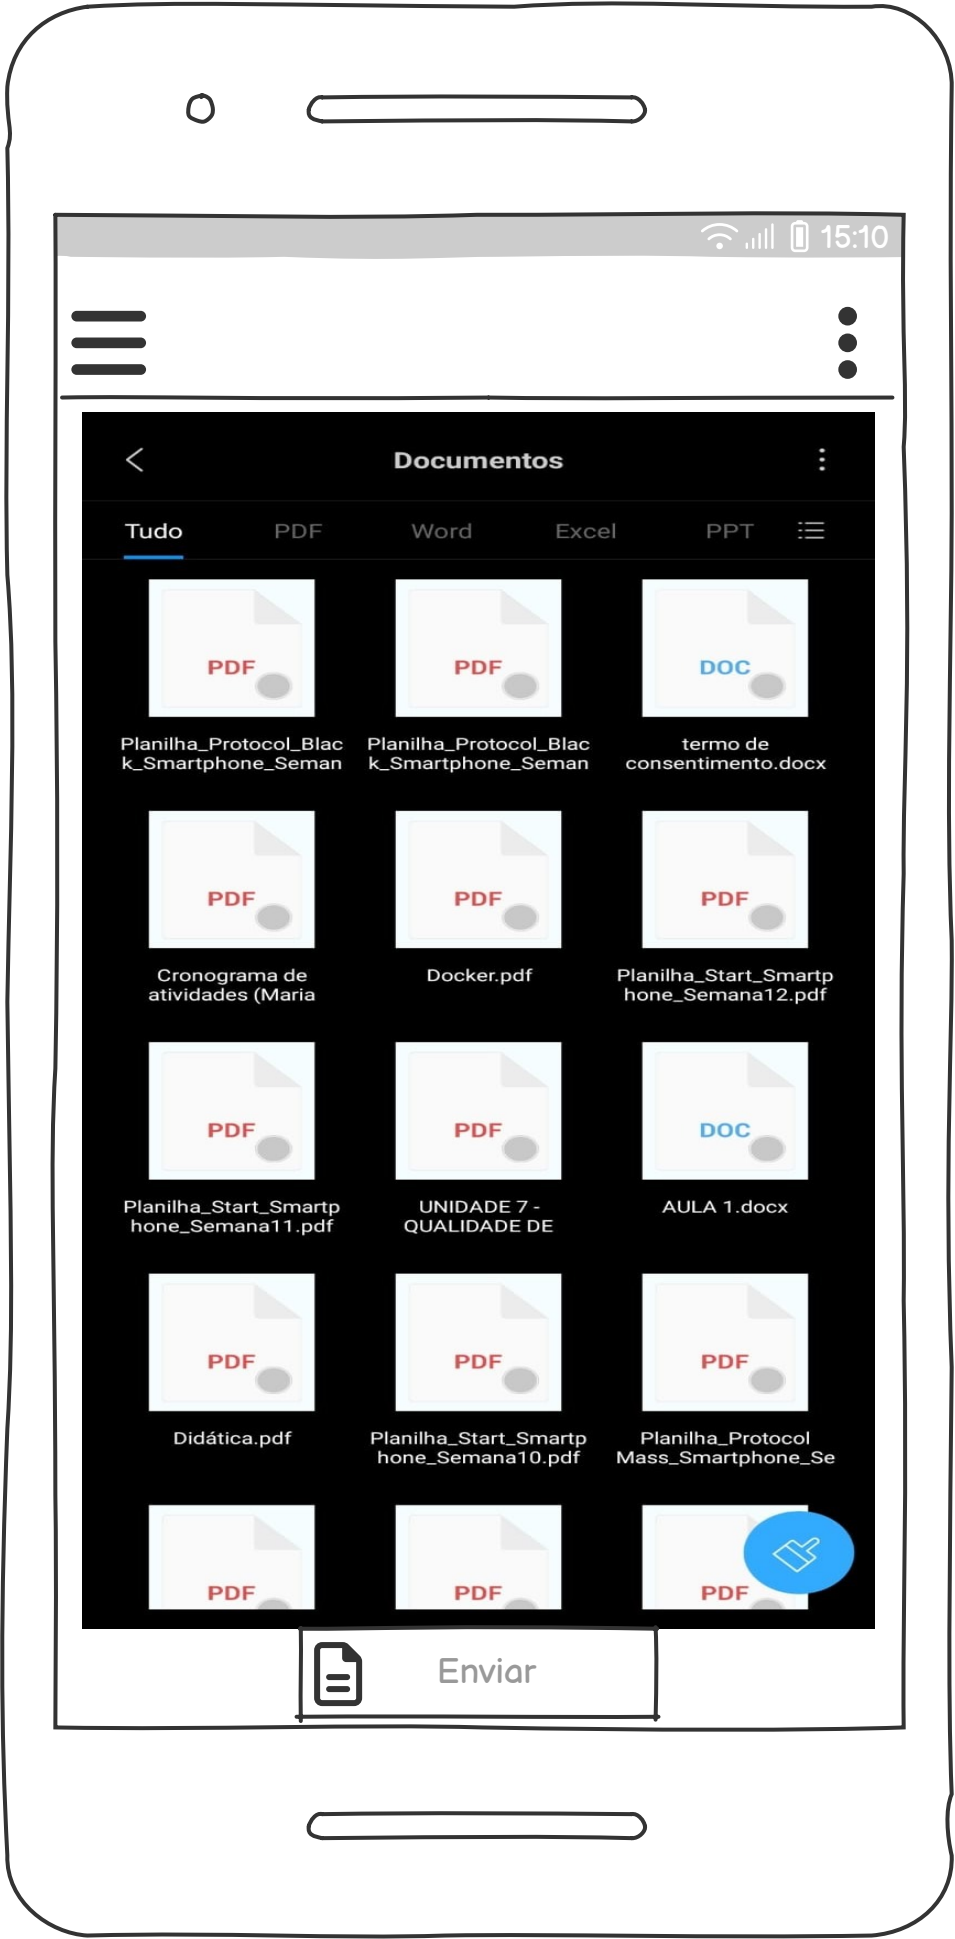 15:10
Documentos
Tudo PDF Word Excel PPT
PDF PDF DOC
Planilha_Protocol_Blac
k_Smartphone_Seman
Planilha_Protocol_Blac
k_Smartphone_Seman
termo de
consentimento.docx
PDF PDF PDF
Cronograma de
atividades (Maria
Docker.pdf
Planilha_Start_Smartp
hone_Semana12.pdf
PDF PDF DOC
Planilha_Start_Smartp
hone_Semana11.pdf
UNIDADE 7 -
QUALIDADE DE
AULA 1.docx
PDF PDF PDF
Didática.pdf
Planilha_Start_Smartp
hone_Semana10.pdf
Planilha_Protocol
Mass_Smartphone_Se
PDF PDF PDF
Enviar